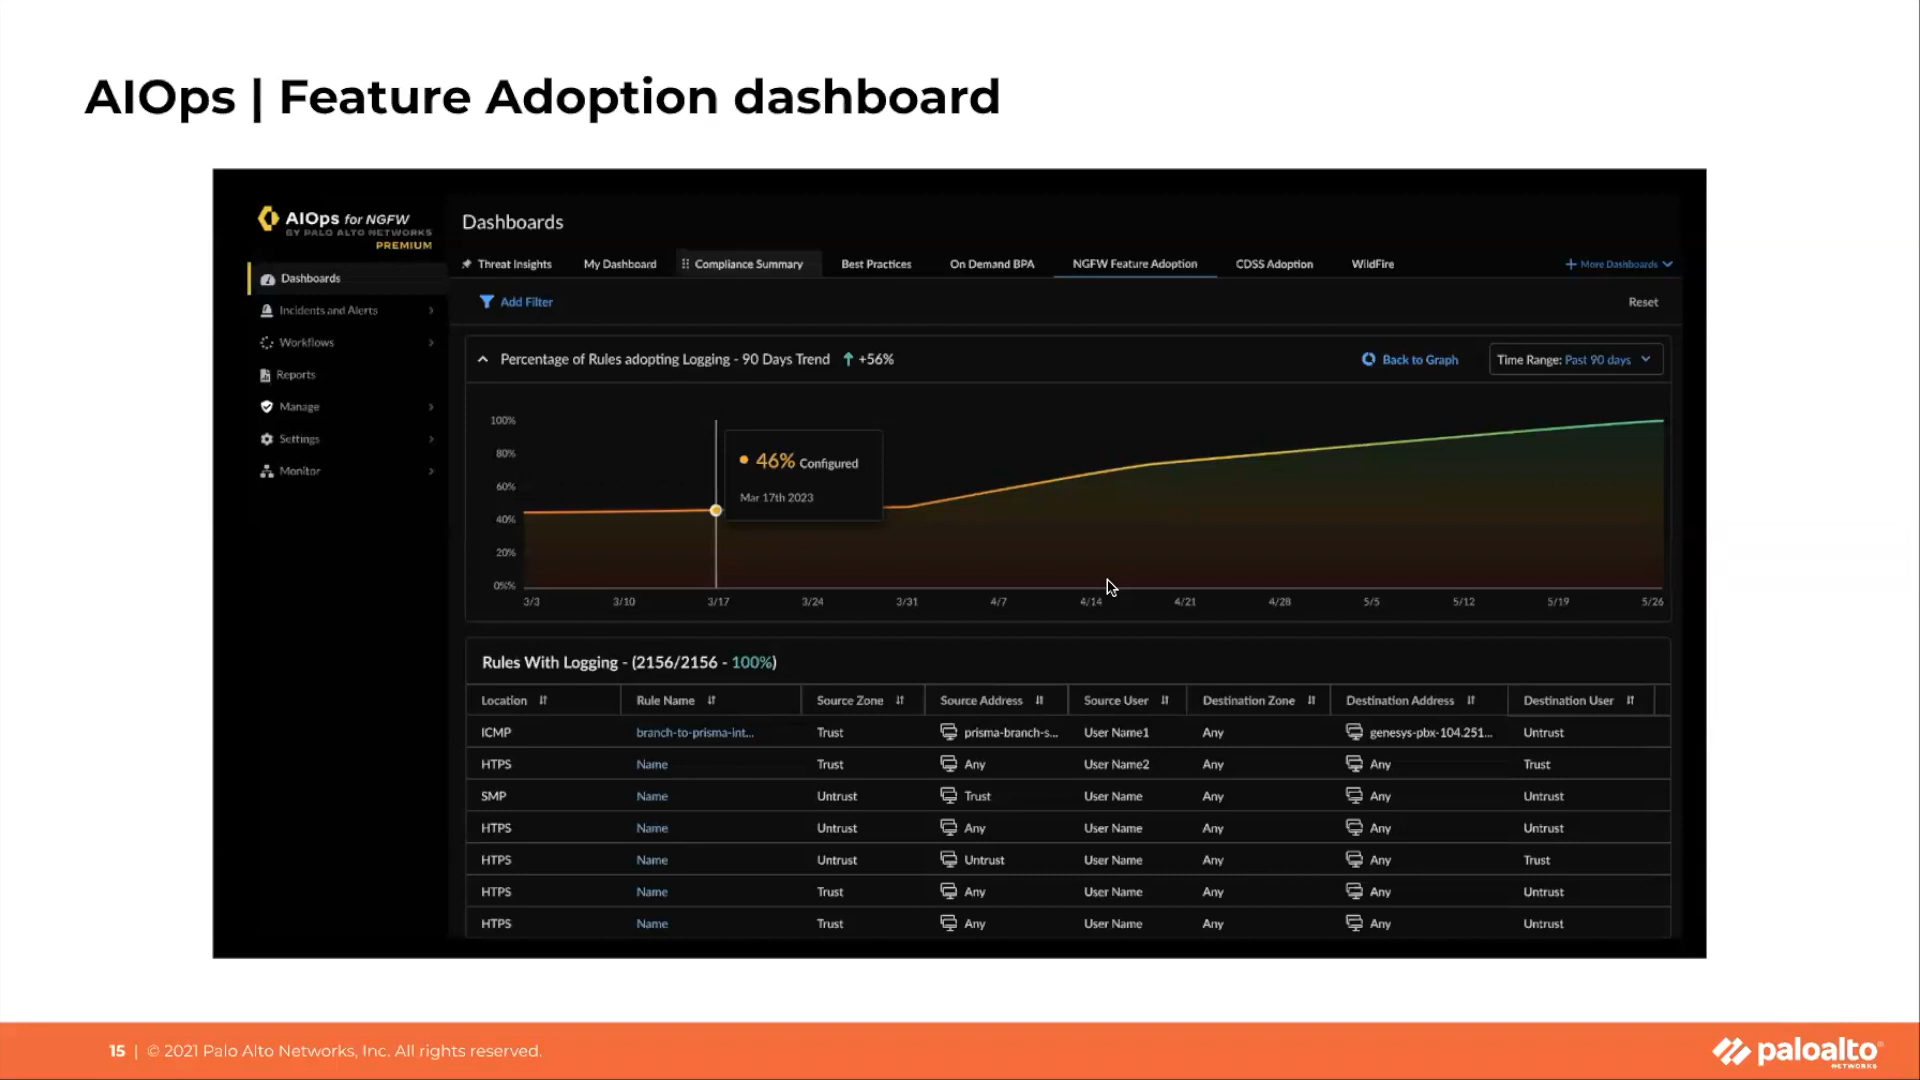 AIOps | Feature Adoption dashboard
AIOps for NGFW
BY PALO ALTO NETWORKS
PREMIUM
Dashboards
Incidents and Alerts
Workflows
Reports
Manage
Settings
Monitor
Dashboards
Threat Insights My Dashboard Compliance Summary Best Practices On Demand BPA NGFW Feature Adoption CDSS Adoption WildFire + More Dashboards
Add Filter Reset
Percentage of Rules adopting Logging - 90 Days Trend ↑ +56% Back to Graph Time Range: Past 90 days
100%
80%
60%
40%
20%
0%%
46% Configured
Mar 17th 2023
3/3 3/10 3/17 3/24 3/31 4/7 4/14 4/21 4/28 5/5 5/12 5/19 5/26
Rules With Logging - (2156/2156 - 100%)
Location Rule Name Source Zone Source Address Source User Destination Zone Destination Address Destination User
ICMP branch-to-prisma-int... Trust prisma-branch-s... User Name1 Any genesys-pbx-104.251... Untrust
HTPS Name Trust Any User Name2 Any Any Trust
SMP Name Untrust Trust User Name Any Any Untrust
HTPS Name Untrust Any User Name Any Any Untrust
HTPS Name Untrust Untrust User Name Any Any Trust
HTPS Name Trust Any User Name Any Any Untrust
HTPS Name Trust Any User Name Any Any Untrust
15 | © 2021 Palo Alto Networks, Inc. All rights reserved.
paloalto®
NETWORKS